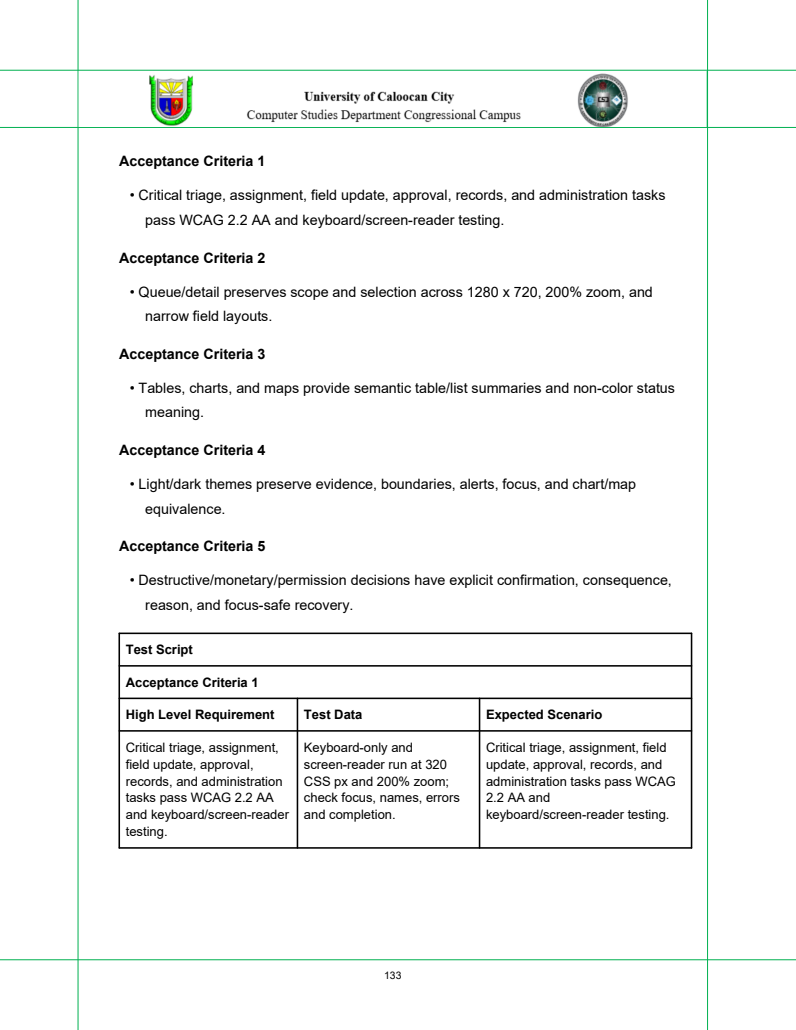 University of Caloocan City
Computer Studies Department Congressional Campus
Acceptance Criteria 1
• Critical triage, assignment, field update, approval, records, and administration tasks
pass WCAG 2.2 AA and keyboard/screen-reader testing.
Acceptance Criteria 2
• Queue/detail preserves scope and selection across 1280 x 720, 200% zoom, and
narrow field layouts.
Acceptance Criteria 3
• Tables, charts, and maps provide semantic table/list summaries and non-color status
meaning.
Acceptance Criteria 4
• Light/dark themes preserve evidence, boundaries, alerts, focus, and chart/map
equivalence.
Acceptance Criteria 5
• Destructive/monetary/permission decisions have explicit confirmation, consequence,
reason, and focus-safe recovery.
Test Script
Acceptance Criteria 1
High Level Requirement
Test Data
Expected Scenario
Critical triage, assignment,
field update, approval,
records, and administration
tasks pass WCAG 2.2 AA
and keyboard/screen-reader
testing.
Keyboard-only and
screen-reader run at 320
CSS px and 200% zoom;
check focus, names, errors
and completion.
Critical triage, assignment, field
update, approval, records, and
administration tasks pass WCAG
2.2 AA and
keyboard/screen-reader testing.
133